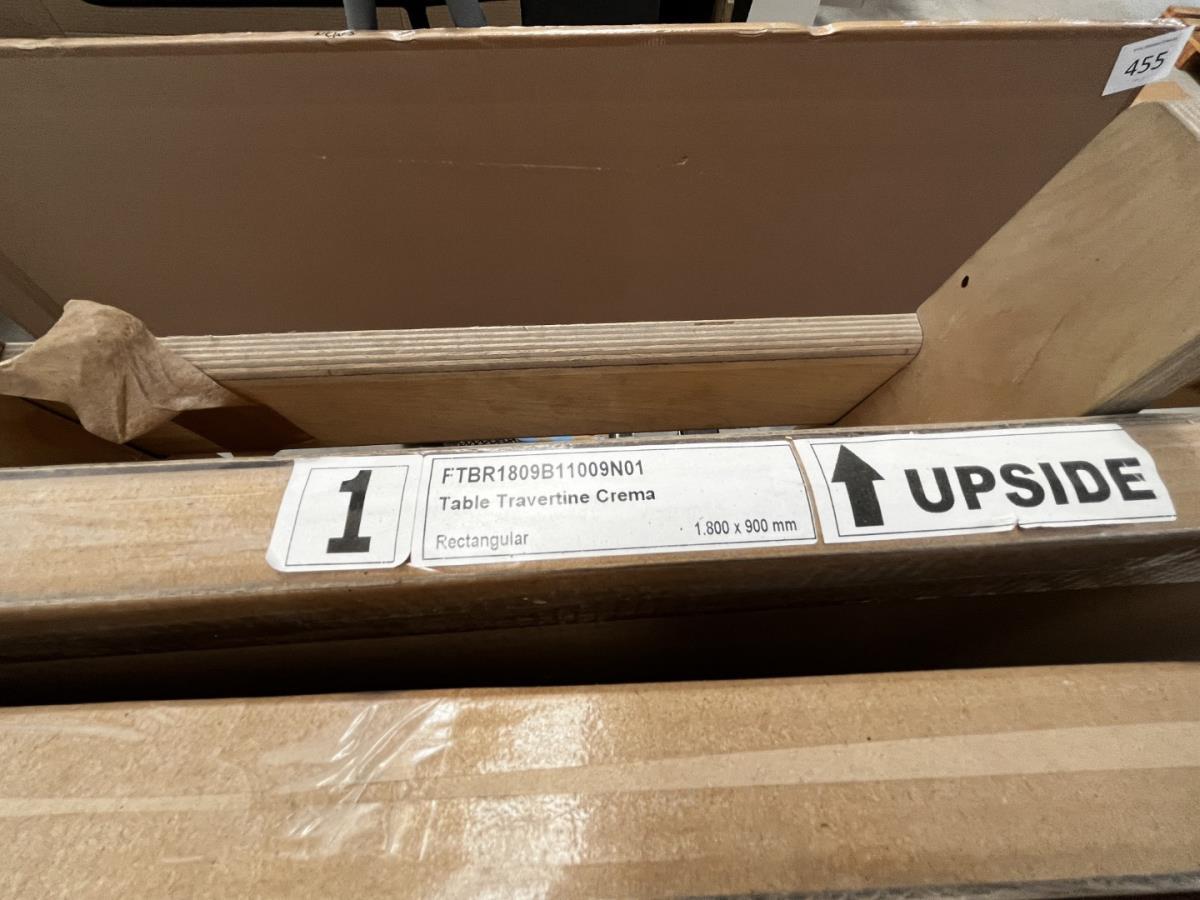 455
1
FTBR1809B11009N01
Table Travertine Crema
Rectangular
1.800 x 900 mm
UPSIDE